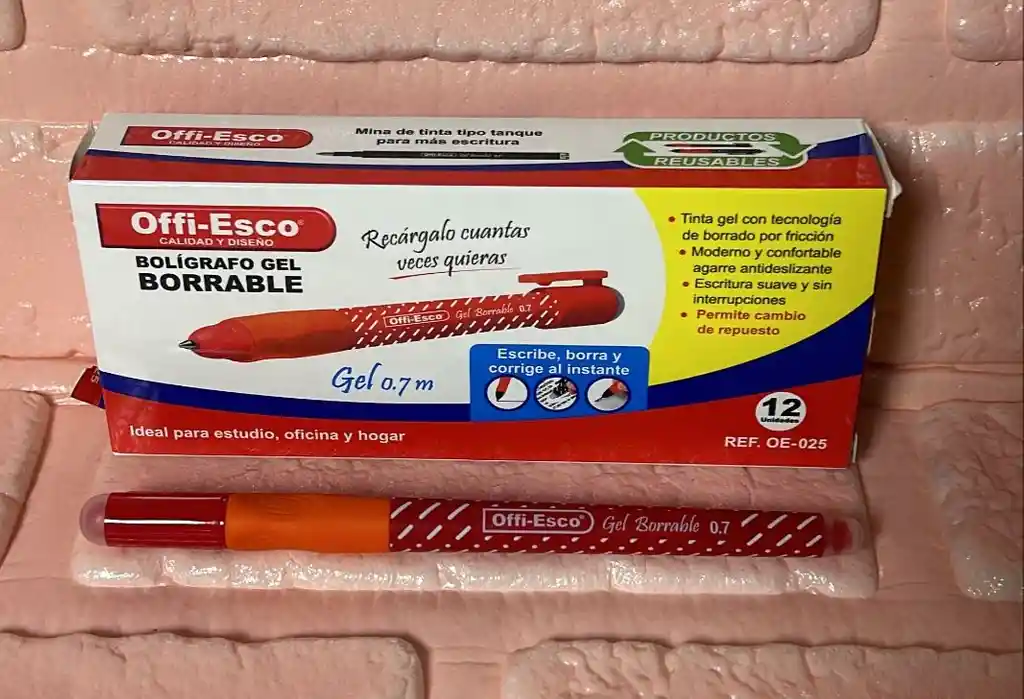 Offi-Esco
CALIDAD Y DISEÑO
Mina de tinta tipo tanque
para más escritura
PRODUCTOS
REUSABLES
Offi-Esco®
CALIDAD Y DISEÑO
BOLÍGRAFO GEL
BORRABLE
Recárgalo cuantas
veces quieras
Offi-Esco Gel Borrable 0.7
Gel 0.7 m
Escribe, borra y
corrige al instante
• Tinta gel con tecnología
de borrado por fricción
• Moderno y confortable
agarre antideslizante
• Escritura suave y sin
interrupciones
• Permite cambio
de repuesto
Ideal para estudio, oficina y hogar
12
Unidades
REF. OE-025
Offi-Esco® Gel Borrable 0.7